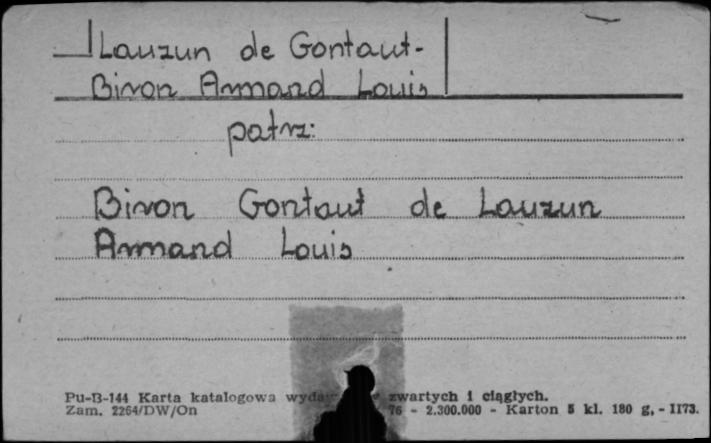 Lauzun de Gontaut-
Biron Armand Louis
patrz:
Biron Gontaut de Lauzun
Armand Louis
Pu-B-144 Karta katalogowa zwartych i ciągłych.
Zam. 2264/DW/On 76 - 2.300.000 - Karton 5 kl. 180 g, - 1173.